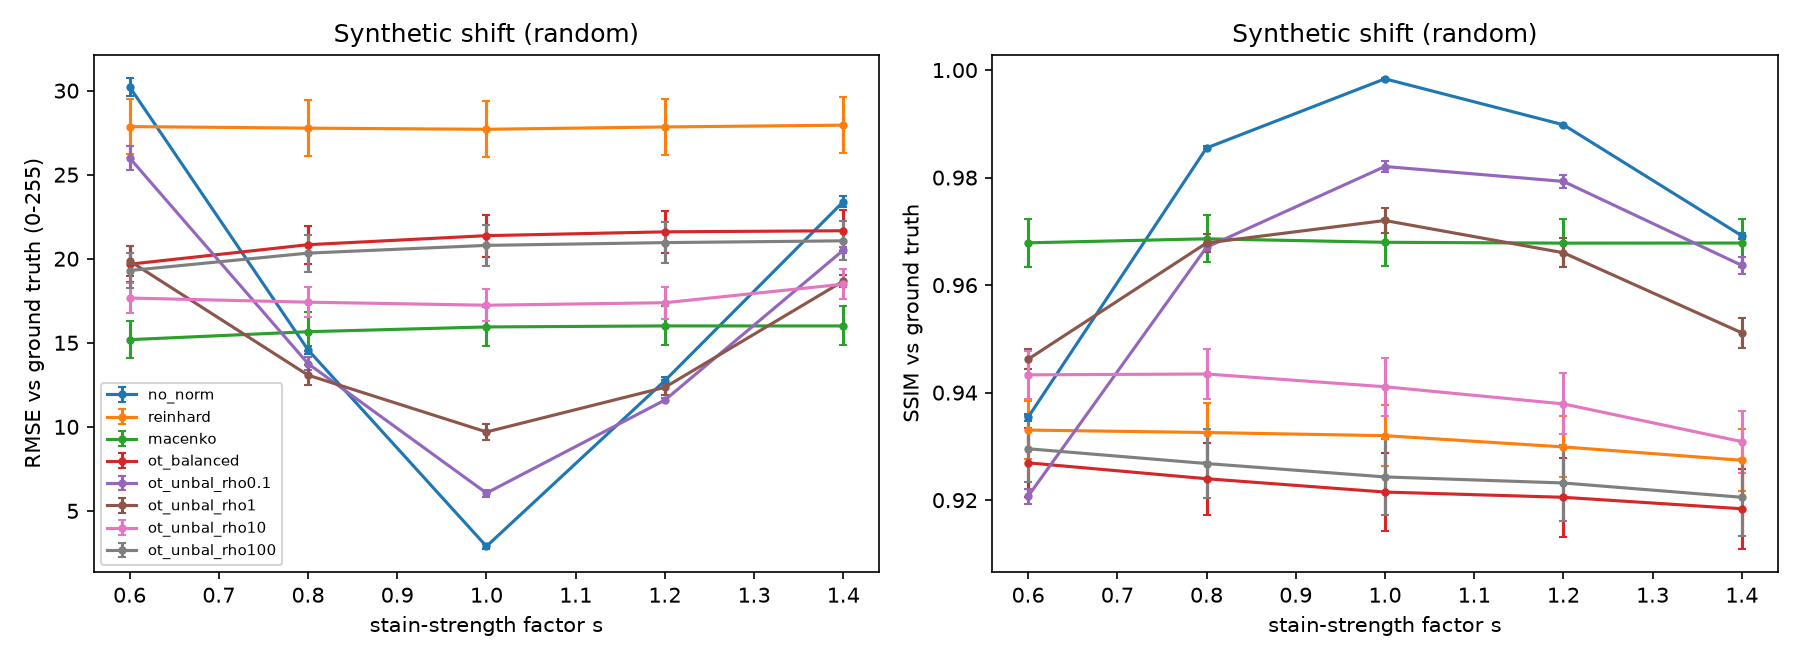 Synthetic shift (random)
RMSE vs ground truth (0-255)
30
25
20
15
10
5
no_norm
reinhard
macenko
ot_balanced
ot_unbal_rho0.1
ot_unbal_rho1
ot_unbal_rho10
ot_unbal_rho100
0.6 0.7 0.8 0.9 1.0 1.1 1.2 1.3 1.4
stain-strength factor s
Synthetic shift (random)
SSIM vs ground truth
1.00
0.98
0.96
0.94
0.92
0.6 0.7 0.8 0.9 1.0 1.1 1.2 1.3 1.4
stain-strength factor s